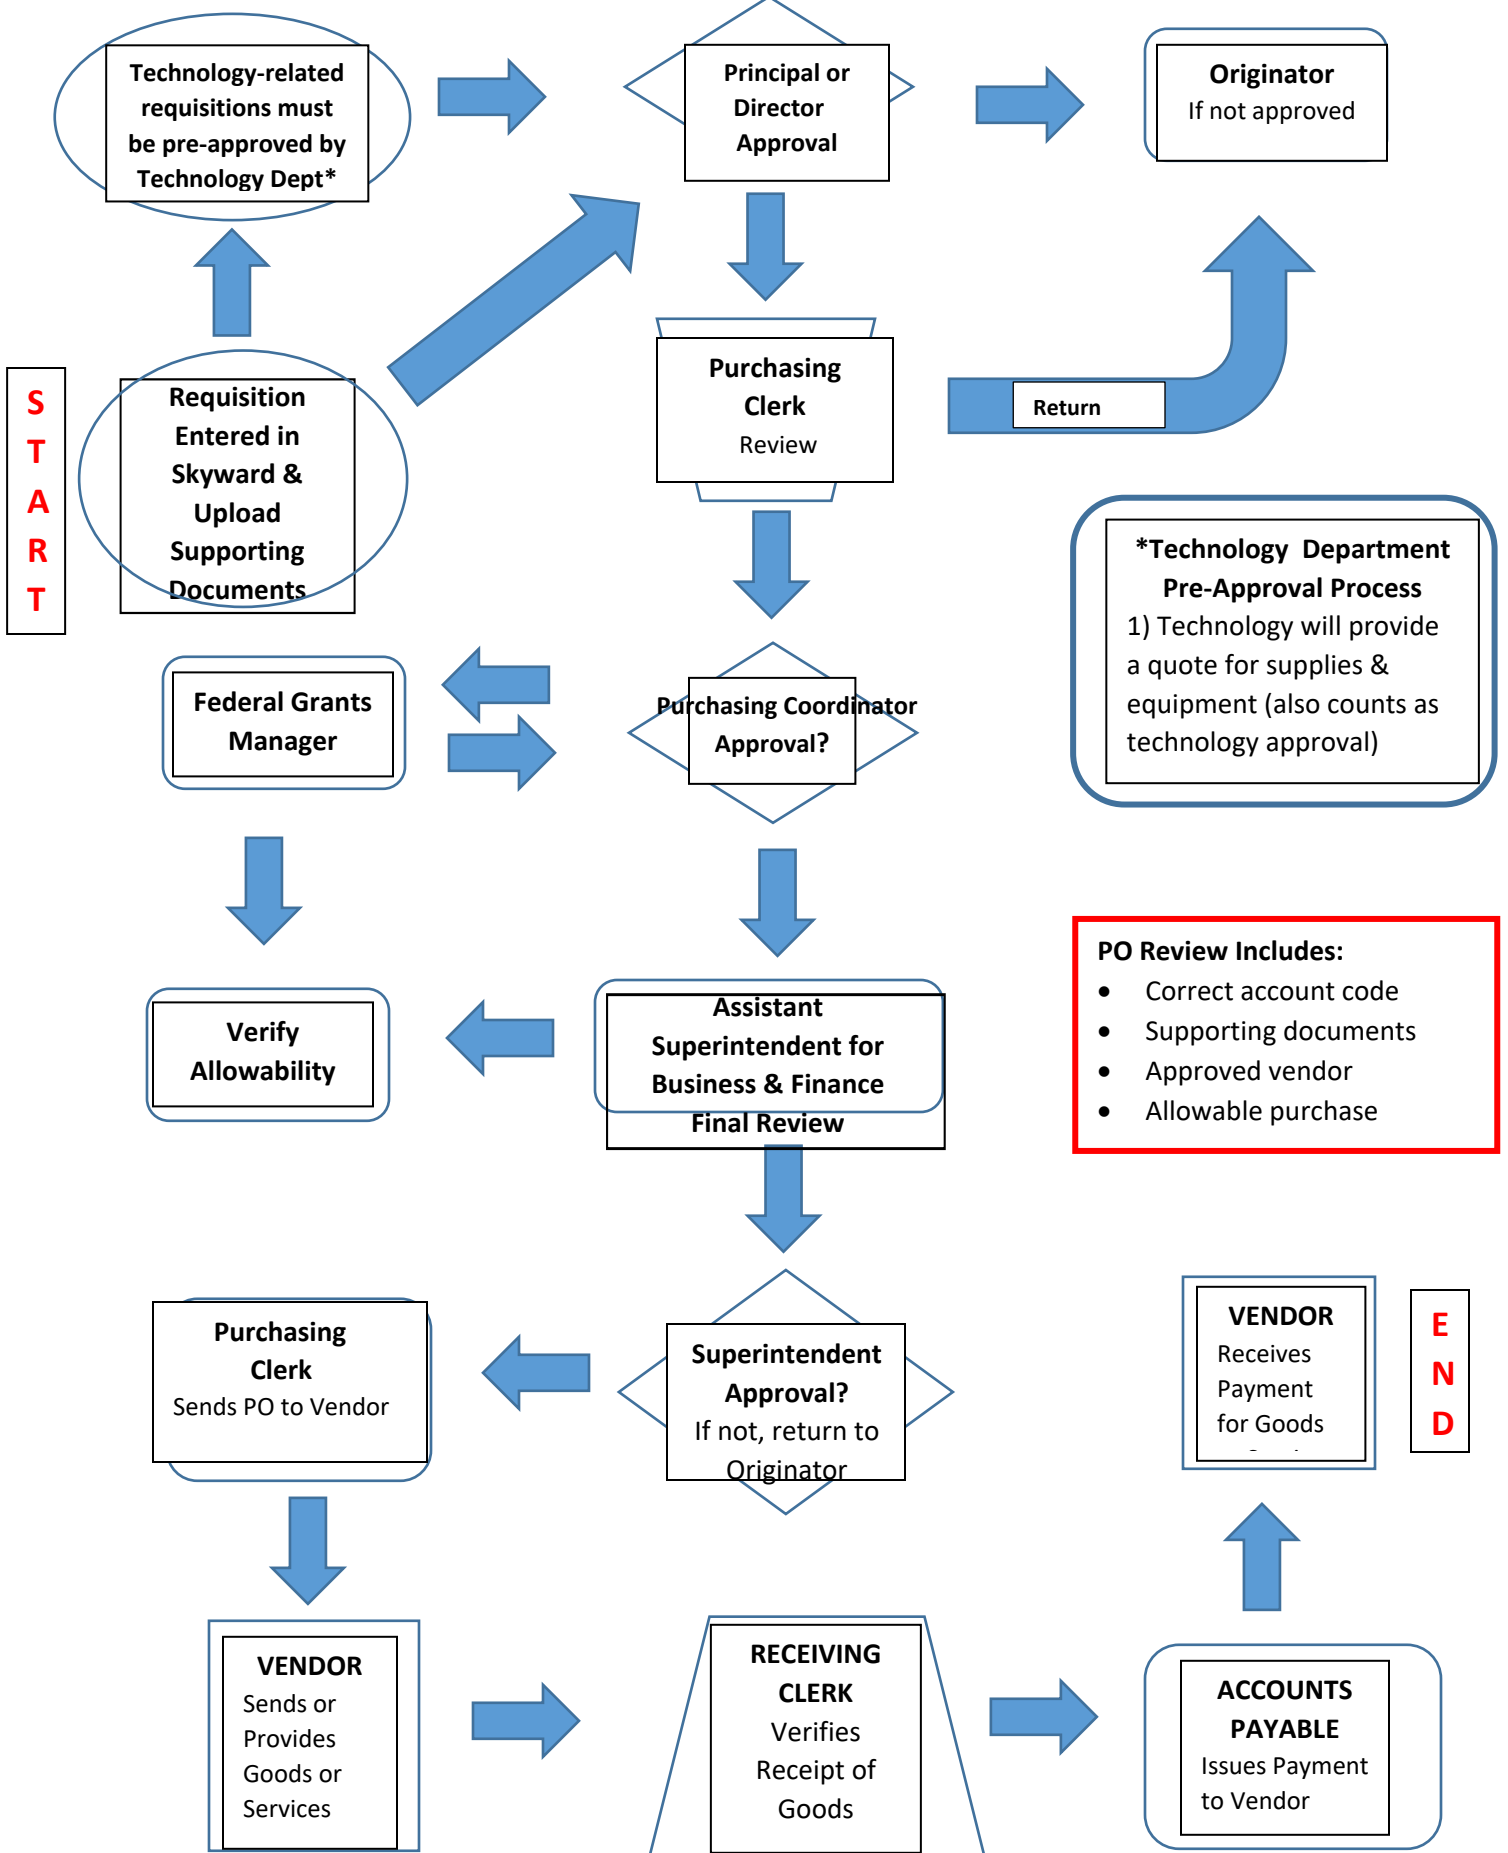 Technology-related
requisitions must
be pre-approved by
Technology Dept*
Principal or
Director
Approval
Originator
If not approved
S
T
A
R
T
Requisition
Entered in
Skyward &
Upload
Supporting
Documents
Purchasing
Clerk
Review
Return
*Technology Department
Pre-Approval Process
1) Technology will provide
a quote for supplies &
equipment (also counts as
technology approval)
Federal Grants
Manager
Purchasing Coordinator
Approval?
Verify
Allowability
Assistant
Superintendent for
Business & Finance
Final Review
PO Review Includes:
• Correct account code
• Supporting documents
• Approved vendor
• Allowable purchase
Purchasing
Clerk
Sends PO to Vendor
Superintendent
Approval?
If not, return to
Originator
VENDOR
Receives
Payment
for Goods
E
N
D
VENDOR
Sends or
Provides
Goods or
Services
RECEIVING
CLERK
Verifies
Receipt of
Goods
ACCOUNTS
PAYABLE
Issues Payment
to Vendor